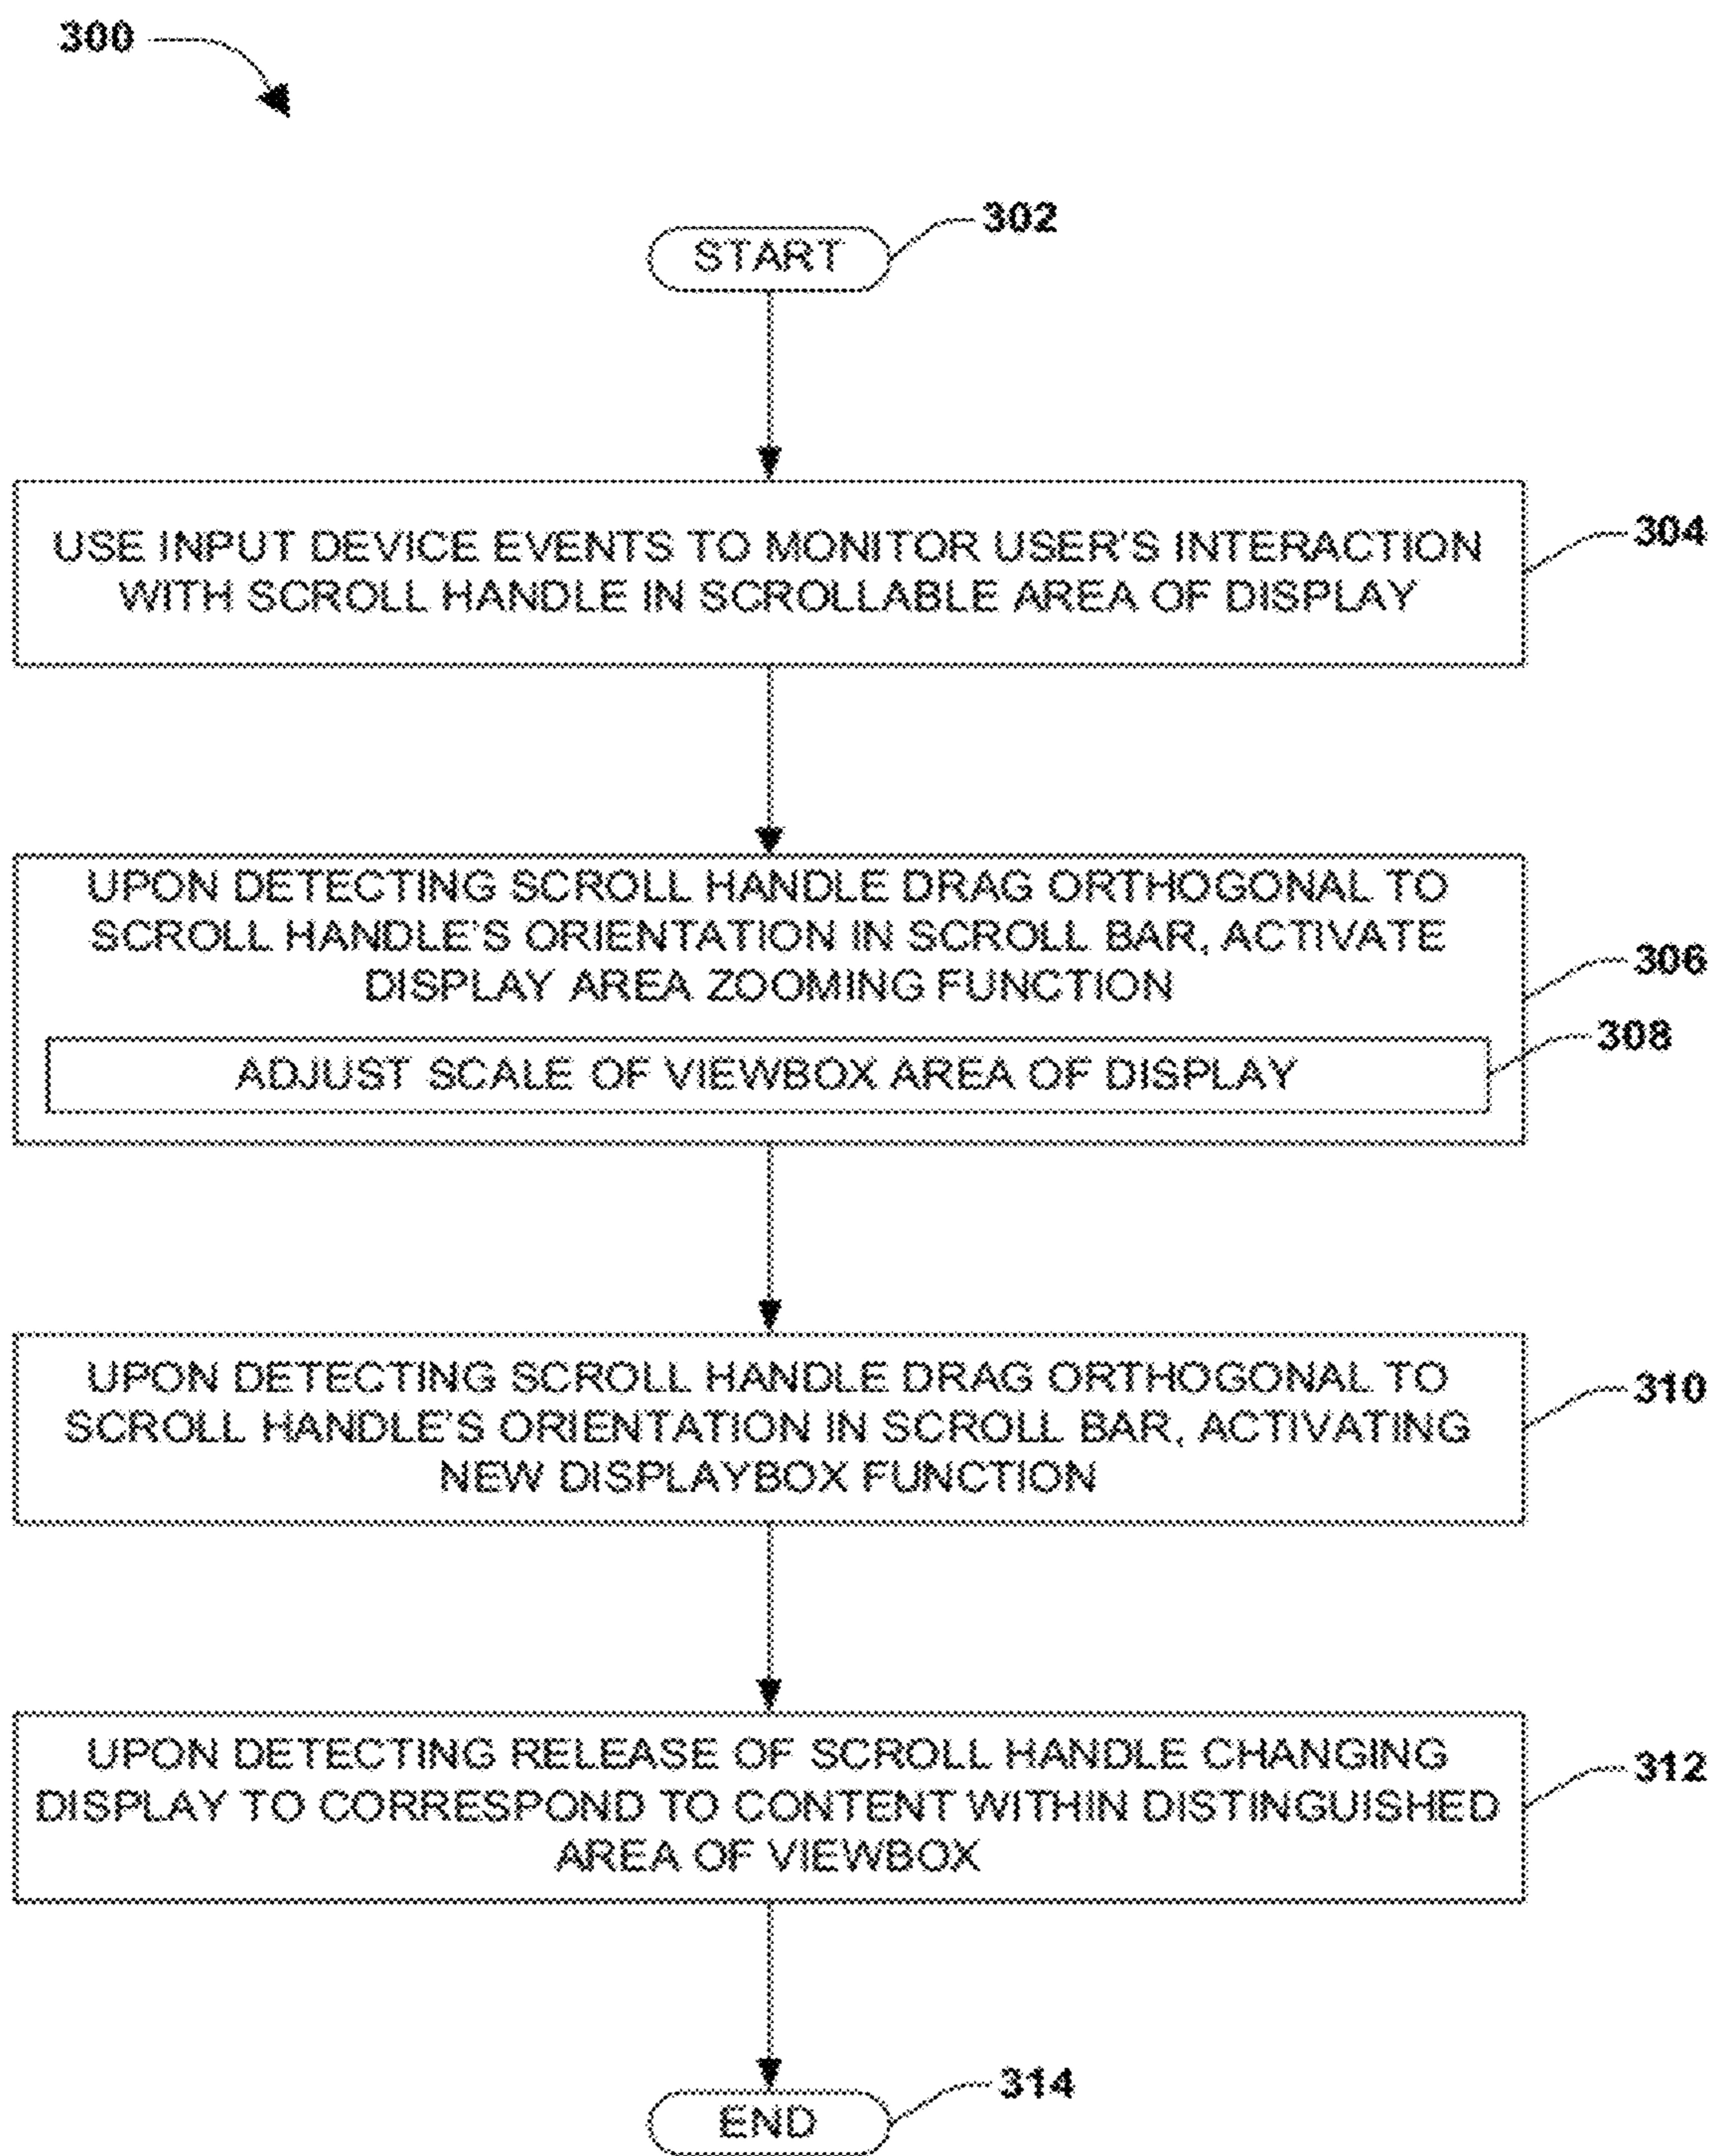 300
START
302
USE INPUT DEVICE EVENTS TO MONITOR USER'S INTERACTION
WITH SCROLL HANDLE IN SCROLLABLE AREA OF DISPLAY
304
UPON DETECTING SCROLL HANDLE DRAG ORTHOGONAL TO
SCROLL HANDLE'S ORIENTATION IN SCROLL BAR, ACTIVATE
DISPLAY AREA ZOOMING FUNCTION
306
ADJUST SCALE OF VIEWBOX AREA OF DISPLAY
308
UPON DETECTING SCROLL HANDLE DRAG ORTHOGONAL TO
SCROLL HANDLE'S ORIENTATION IN SCROLL BAR, ACTIVATING
NEW DISPLAYBOX FUNCTION
310
UPON DETECTING RELEASE OF SCROLL HANDLE CHANGING
DISPLAY TO CORRESPOND TO CONTENT WITHIN DISTINGUISHED
AREA OF VIEWBOX
312
END
314